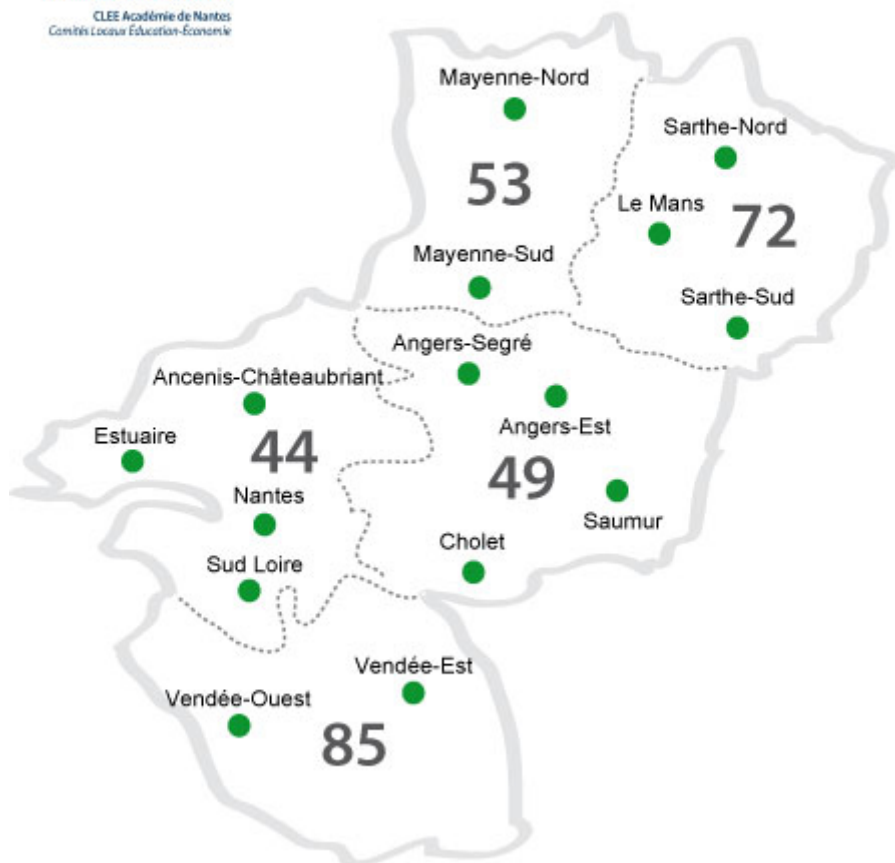 CLEE Académie de Nantes
Comités Locaux Éducation-Économie
Mayenne-Nord
Sarthe-Nord
53
Le Mans
72
Mayenne-Sud
Sarthe-Sud
Angers-Segré
Ancenis-Châteaubriant
Angers-Est
Estuaire
44
49
Nantes
Saumur
Cholet
Sud Loire
Vendée-Est
Vendée-Ouest
85